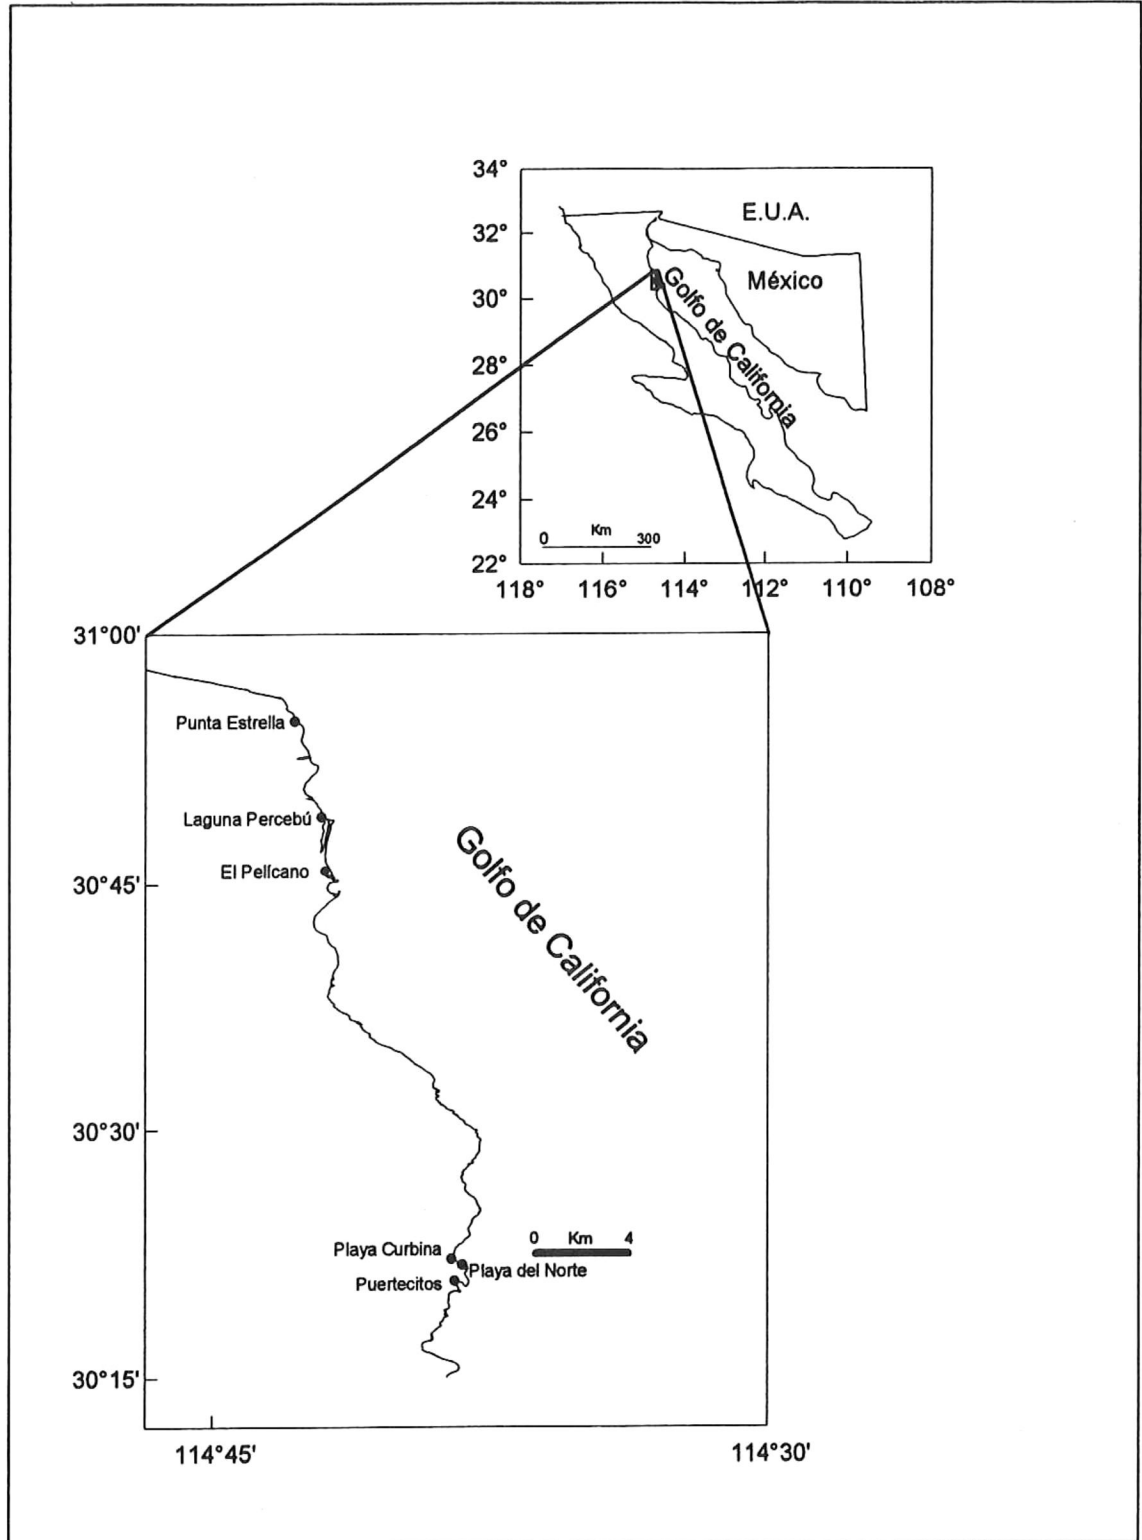 34°
32°
30°
28°
26°
24°
22°
118°
116°
114°
112°
110°
108°
E.U.A.
México
Golfo de California
Km
0
300
31°00'
30°45'
30°30'
30°15'
114°45'
114°30'
Punta Estrella
Laguna Percebú
El Pelícano
Golfo de California
0 Km 4
Playa Curbina
Playa del Norte
Puertecitos